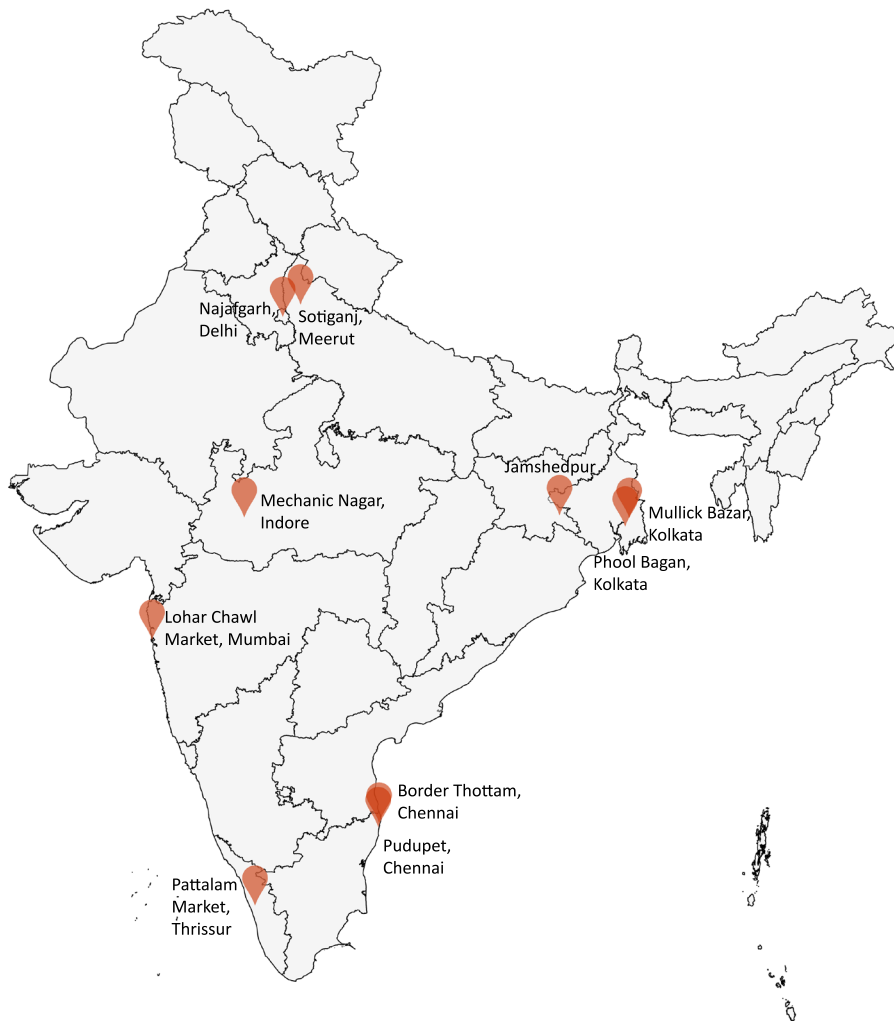 Najafgarh,
Delhi
Sotiganj,
Meerut
Jamshedpur
Mechanic Nagar,
Indore
Mullick Bazar,
Kolkata
Phool Bagan,
Kolkata
Lohar Chawl
Market, Mumbai
Border Thottam,
Chennai
Pudupet,
Chennai
Pattalam
Market,
Thrissur